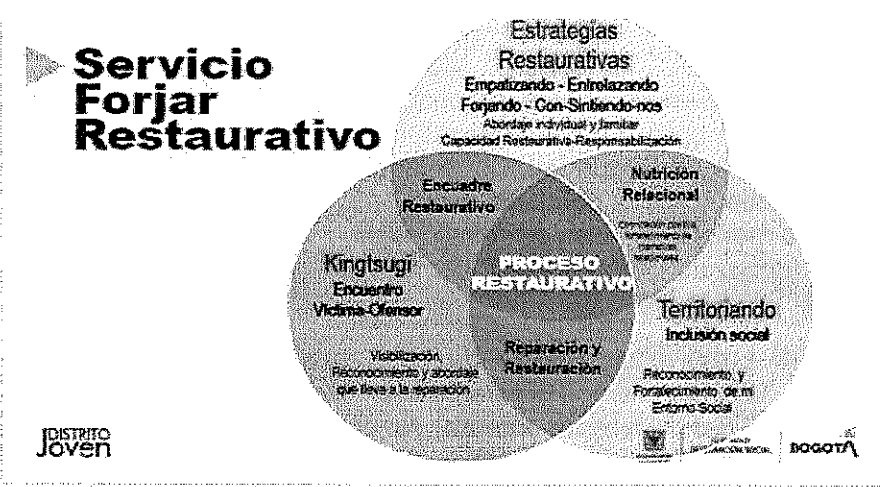 Servicio
Forjar
Restaurativo
Estrategias
Restaurativas
Empatizando - Entrelazando
Forjando - Con-Sintiendo-nos
Abordaje individual y familiar
Capacidad Restaurativa-Responsabilización
Encuadre
Restaurativo
Nutrición
Relacional
PROCESO
RESTAURATIVO
Kingtsugi
Encuentro
Víctima-Ofensor
Visibilización,
Reconocimiento y abordaje
que lleva a la reparación
Reparación y
Restauración
Territoriando
Inclusión social
Reconocimiento y
Fortalecimiento de mi
Entorno Social
DISTRITO
Joven
BOGOTÁ